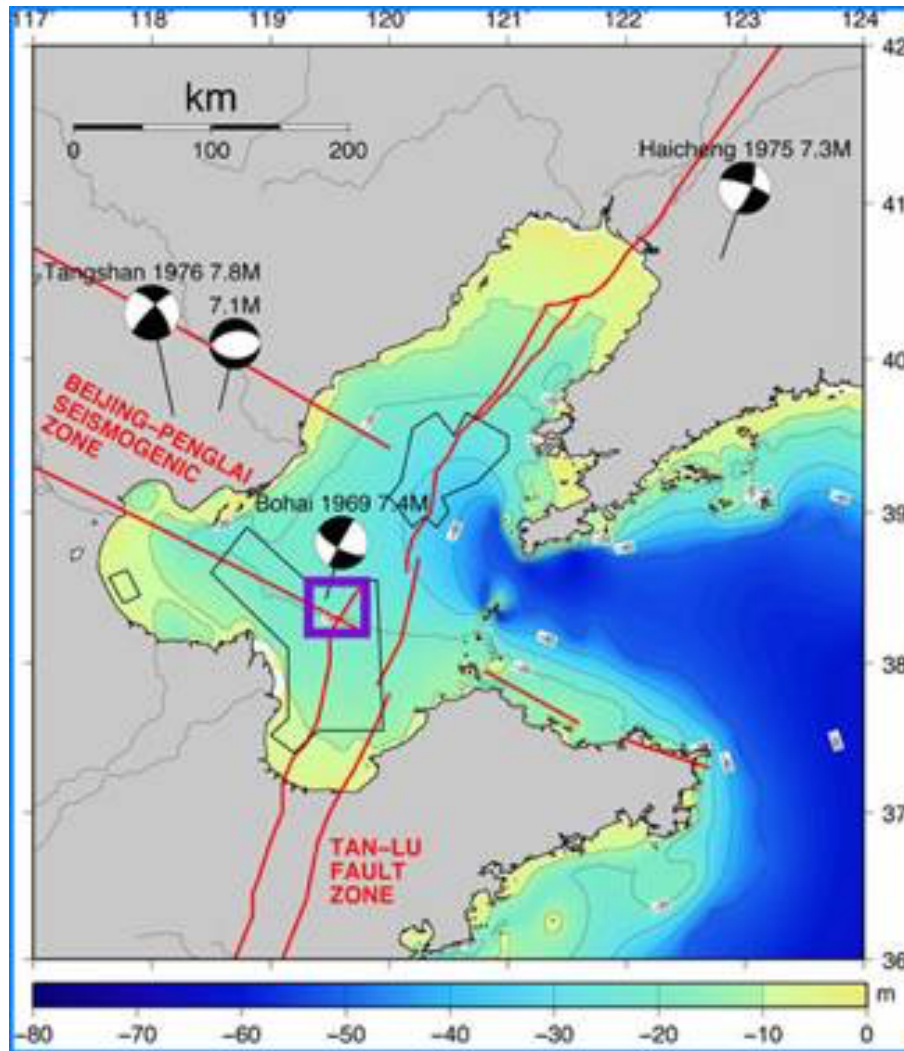 117° 118° 119° 120° 121° 122° 123° 124°
km
0 100 200
Haicheng 1975 7.3M
Tangshan 1976 7.8M
7.1M
BEIJING–PENGLAI
SEISMOGENIC
ZONE
Bohai 1969 7.4M
TAN–LU
FAULT
ZONE
42
41
40
39
38
37
36
m
−80 −70 −60 −50 −40 −30 −20 −10 0